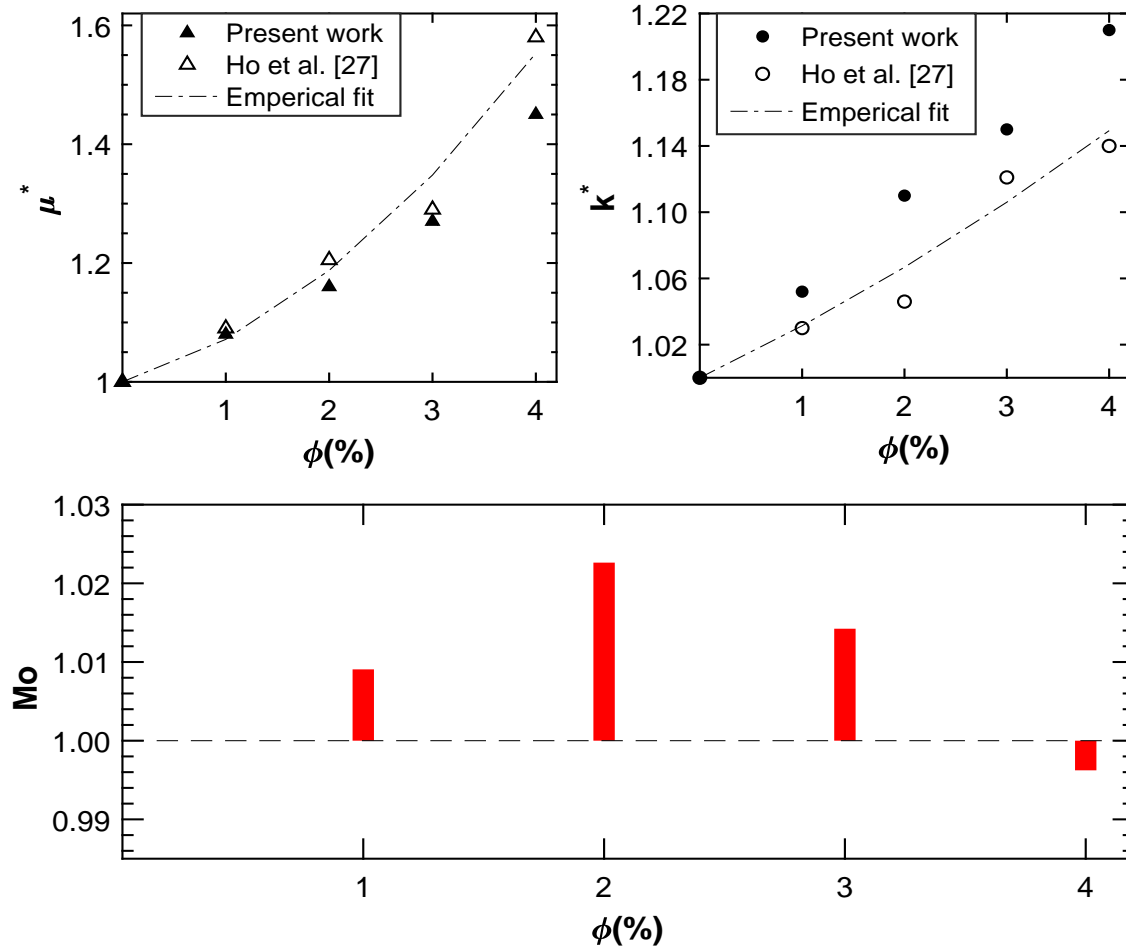 Present work
Ho et al. [27]
Emperical fit
1.6
1.4
1.2
1
μ*
1 2 3 4
ϕ(%)
Present work
Ho et al. [27]
Emperical fit
1.22
1.18
1.14
1.10
1.06
1.02
k*
1 2 3 4
ϕ(%)
1.03
1.02
1.01
1.00
0.99
Mo
1 2 3 4
ϕ(%)